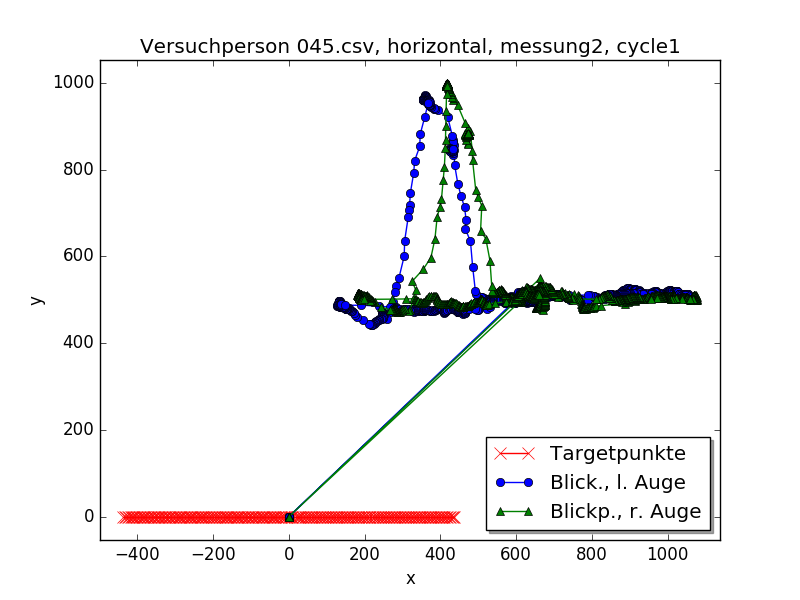 Versuchperson 045.csv, horizontal, messung2, cycle1
y
1000
800
600
400
200
0
Targetpunkte
Blick., l. Auge
Blickp., r. Auge
−400 −200 0 200 400 600 800 1000
x